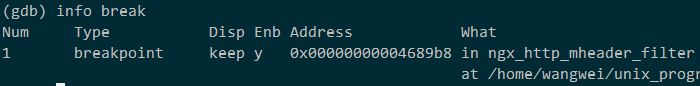 (gdb) info break
Num Type Disp Enb Address What
1 breakpoint keep y 0x00000000004689b8 in ngx_http_mheader_filter
at /home/wangwei/unix_progr